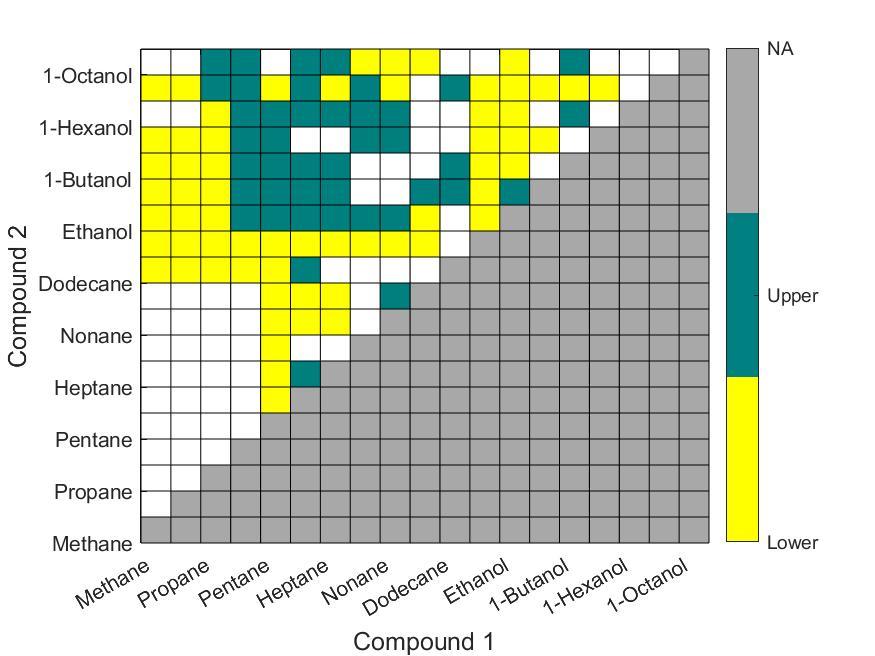 NA
1-Octanol
1-Hexanol
1-Butanol
Ethanol
Upper
Dodecane
Nonane
Heptane
Pentane
Propane
Methane
Lower
Compound 2
Methane
Propane
Pentane
Heptane
Nonane
Dodecane
Ethanol
1-Butanol
1-Hexanol
1-Octanol
Compound 1